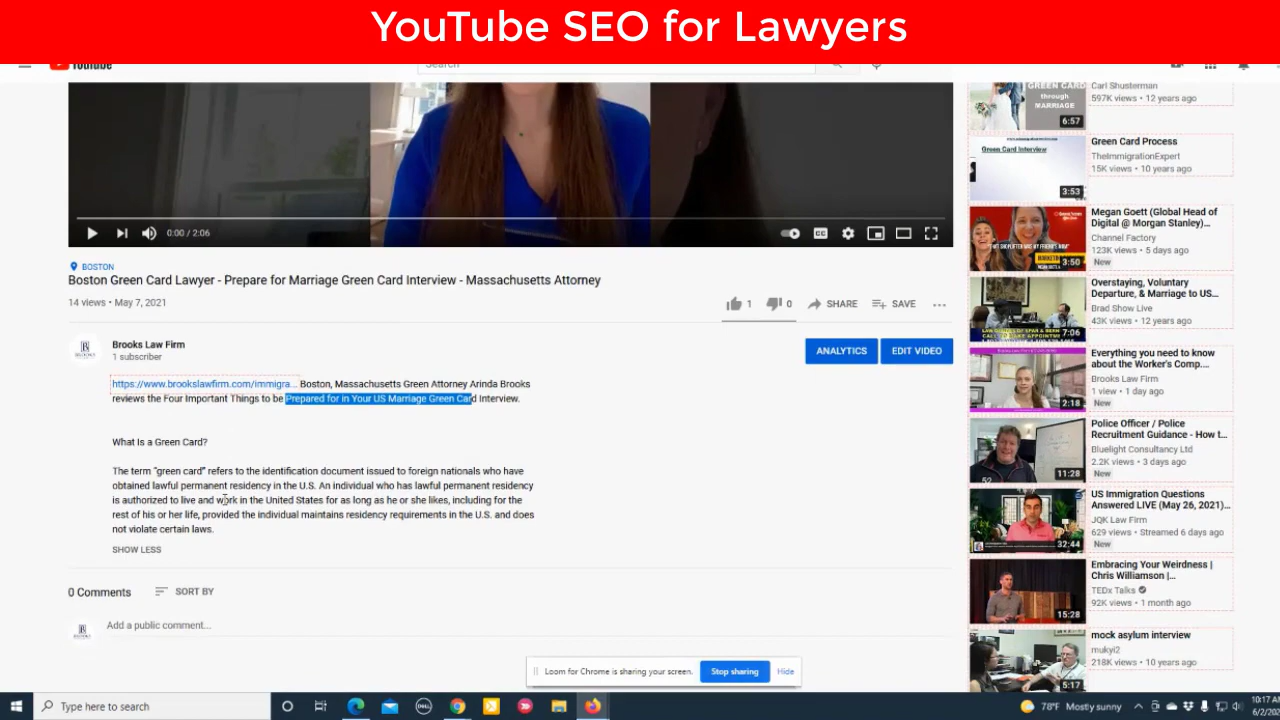 YouTube SEO for Lawyers
YouTube
Search
GREEN CARD
through
MARRIAGE
6:57
Carl Shusterman
597K views • 12 years ago
Green Card Interview
3:53
Green Card Process
TheImmigrationExpert
15K views • 10 years ago
3:50
Megan Goett (Global Head of
Digital @ Morgan Stanley)...
Channel Factory
123K views • 5 days ago
New
7:06
Overstaying, Voluntary
Departure, & Marriage to US...
Brad Show Live
43K views • 12 years ago
2:18
Everything you need to know
about the Worker's Comp....
Brooks Law Firm
1 view • 1 day ago
New
11:28
Police Officer / Police
Recruitment Guidance - How t...
Bluelight Consultancy Ltd
2.2K views • 3 days ago
New
32:44
US Immigration Questions
Answered LIVE (May 26, 2021)...
JQK Law Firm
629 views • Streamed 6 days ago
New
15:28
Embracing Your Weirdness |
Chris Williamson |...
TEDx Talks
92K views • 1 month ago
5:17
mock asylum interview
mukyi2
218K views • 10 years ago
0:00 / 2:06
CC
BOSTON
Boston Green Card Lawyer - Prepare for Marriage Green Card Interview - Massachusetts Attorney
14 views • May 7, 2021
1
0
SHARE
SAVE
Brooks Law Firm
1 subscriber
ANALYTICS
EDIT VIDEO
https://www.brookslawfirm.com/immigra... Boston, Massachusetts Green Attorney Arinda Brooks
reviews the Four Important Things to be Prepared for in Your US Marriage Green Card Interview.
What Is a Green Card?
The term "green card" refers to the identification document issued to foreign nationals who have
obtained lawful permanent residency in the U.S. An individual who has lawful permanent residency
is authorized to live and work in the United States for as long as he or she likes, including for the
rest of his or her life, provided the individual maintains residency requirements in the U.S. and does
not violate certain laws.
SHOW LESS
0 Comments
SORT BY
Add a public comment...
Loom for Chrome is sharing your screen.
Stop sharing
Hide
Type here to search
DELL
78°F Mostly sunny
10:17 A
6/2/20